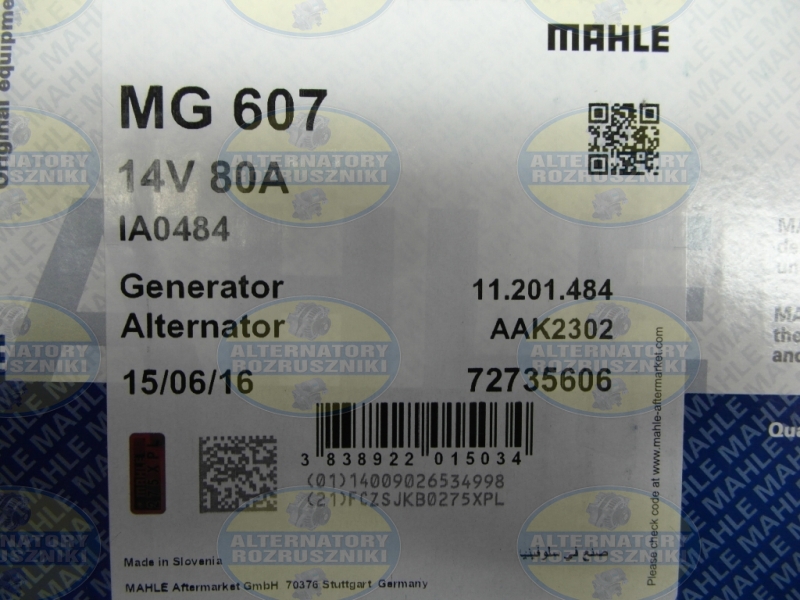 MAHLE
MG 607
14V 80A
IA0484
Generator 11.201.484
Alternator AAK2302
15/06/16 72735606
3 838922 015034
(01)14009026534998
(21)FCZSJKB0275XPL
Made in Slovenia
صنع في سلوفينيا
MAHLE Aftermarket GmbH 70376 Stuttgart Germany
Please check code at www.mahle-aftermarket.com
Original equipment
ALTERNATORY
ROZRUSZNIKI